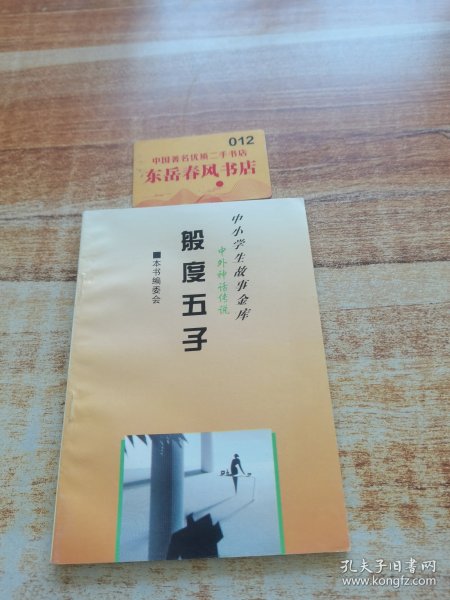 012
中国著名优质二手书店
东岳春风书店
中小学生故事金库
中外神话传说
般度五子
■本书编委会
孔夫子旧书网
www.kongfz.com